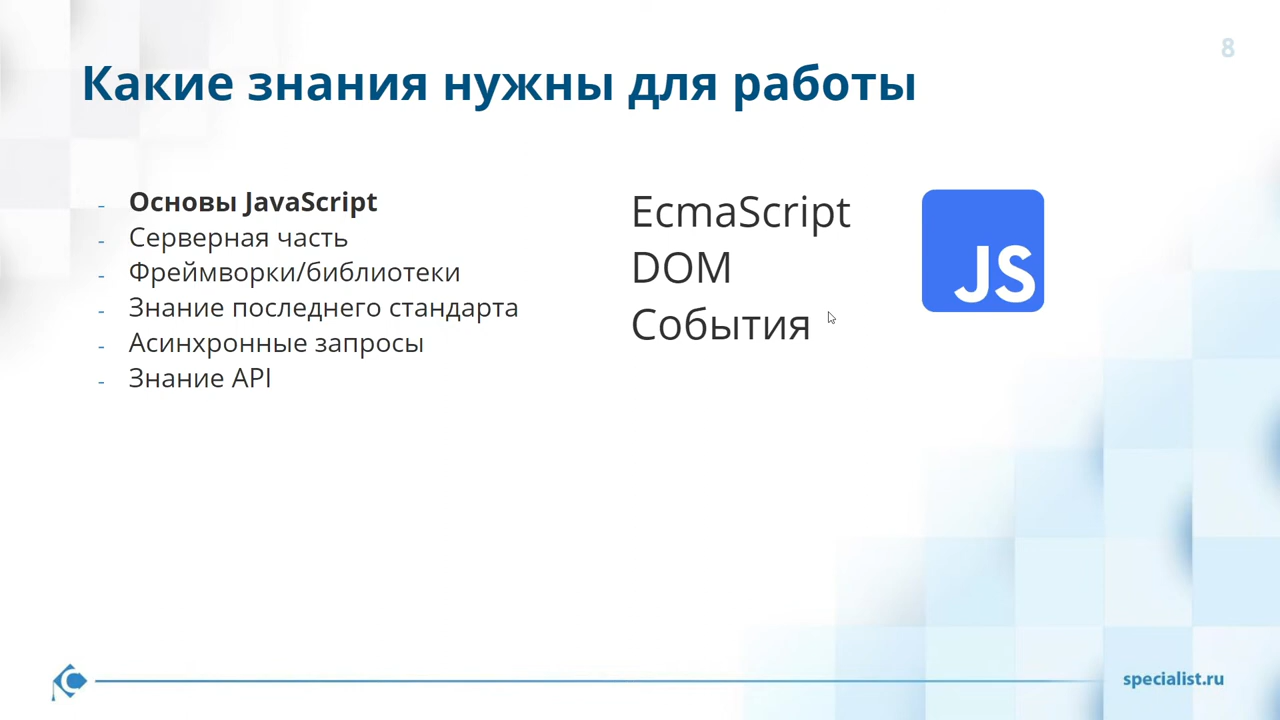 8
Какие знания нужны для работы
- Основы JavaScript
- Серверная часть
- Фреймворки/библиотеки
- Знание последнего стандарта
- Асинхронные запросы
- Знание API
EcmaScript
DOM
События
JS
specialist.ru